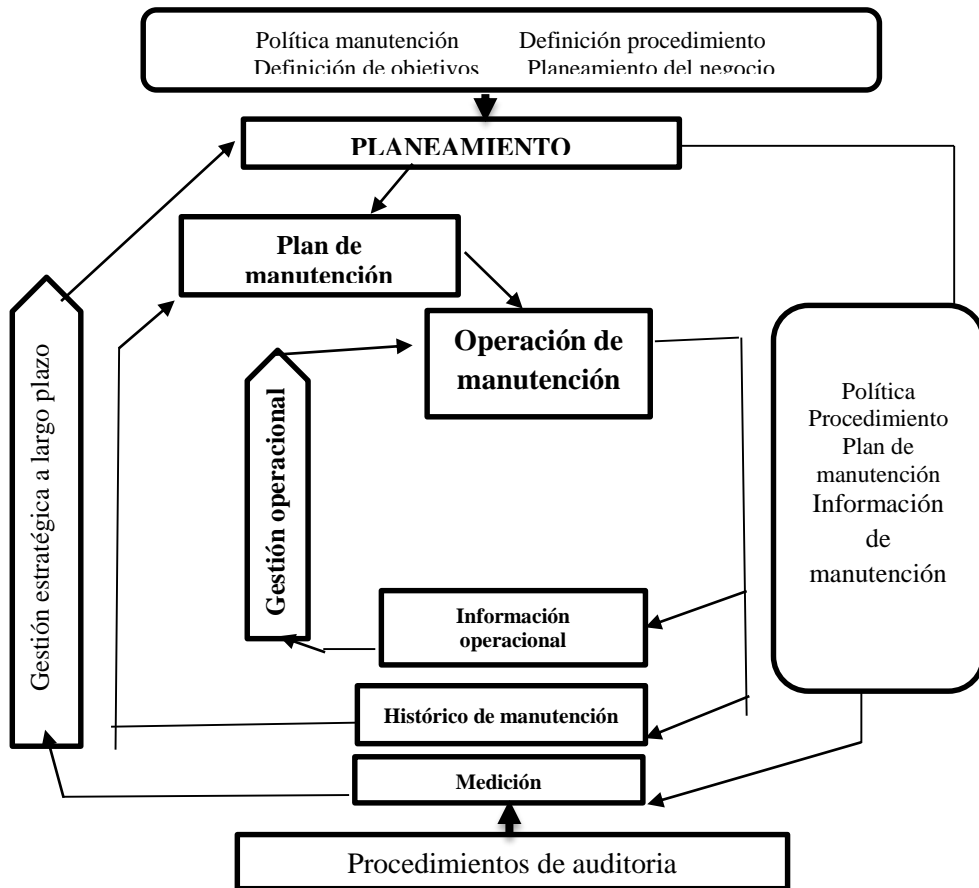 Política manutención Definición procedimiento
Definición de objetivos Planeamiento del negocio
PLANEAMIENTO
Plan de
manutención
Operación de
manutención
Gestión estratégica a largo plazo
Gestión operacional
Política
Procedimiento
Plan de
manutención
Información
de
manutención
Información
operacional
Histórico de manutención
Medición
Procedimientos de auditoria